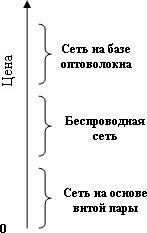 Цена
Сеть на базе
оптоволокна
Беспроводная
сеть
Сеть на основе
витой пары
0